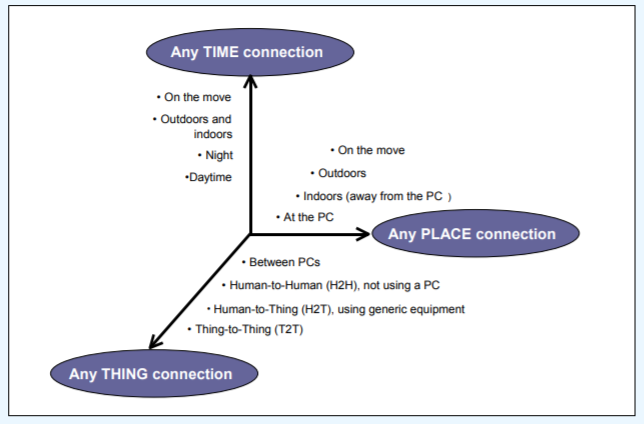 Any TIME connection
• On the move
• Outdoors and
indoors
• Night
•Daytime
• On the move
• Outdoors
• Indoors (away from the PC )
• At the PC
Any PLACE connection
• Between PCs
• Human-to-Human (H2H), not using a PC
• Human-to-Thing (H2T), using generic equipment
• Thing-to-Thing (T2T)
Any THING connection